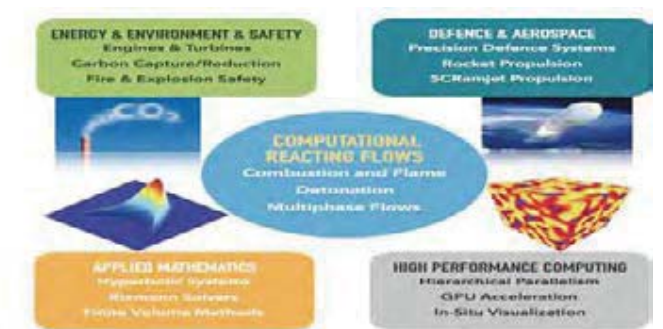 ENERGY & ENVIRONMENT & SAFETY
Engines & Turbines
Carbon Capture/Reduction
Fire & Explosion Safety
DEFENCE & AEROSPACE
Precision Defence Systems
Rocket Propulsion
SCRamjet Propulsion
CO2
COMPUTATIONAL
REACTING FLOWS
Combustion and Flame
Detonation
Multiphase Flows
APPLIED MATHEMATICS
Hyperbolic Systems
Riemann Solvers
Finite Volume Methods
HIGH PERFORMANCE COMPUTING
Hierarchical Parallelism
GPU Acceleration
In-Situ Visualization